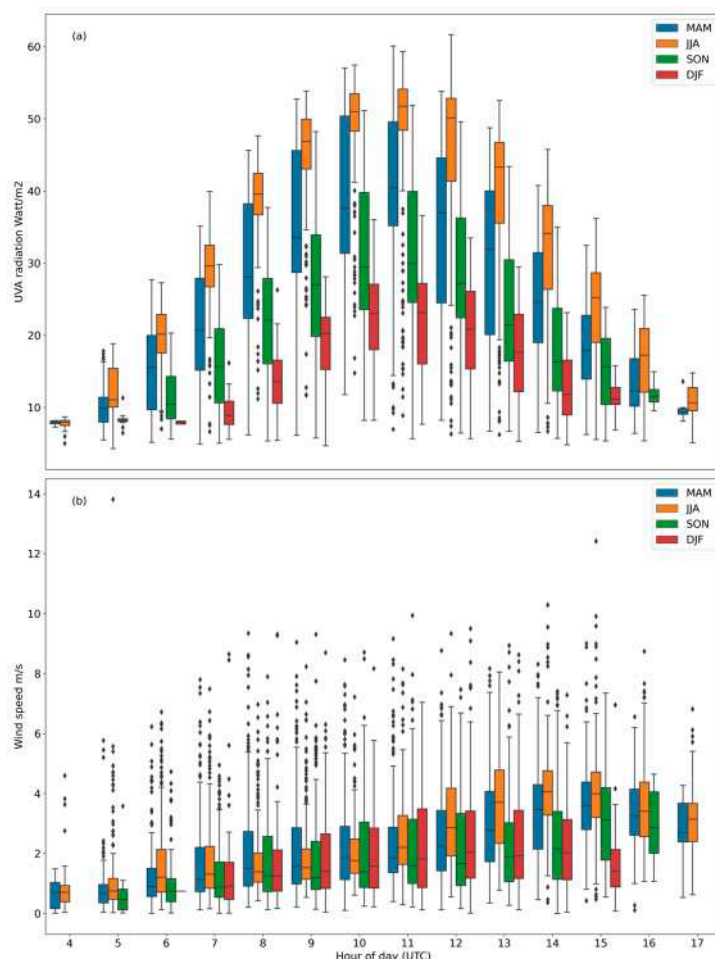 (a)
MAM
JJA
SON
DJF
60
50
40
30
20
10
UVA radiation Watt/m2
(b)
MAM
JJA
SON
DJF
14
12
10
8
6
4
2
0
Wind speed m/s
4 5 6 7 8 9 10 11 12 13 14 15 16 17
Hour of day (UTC)